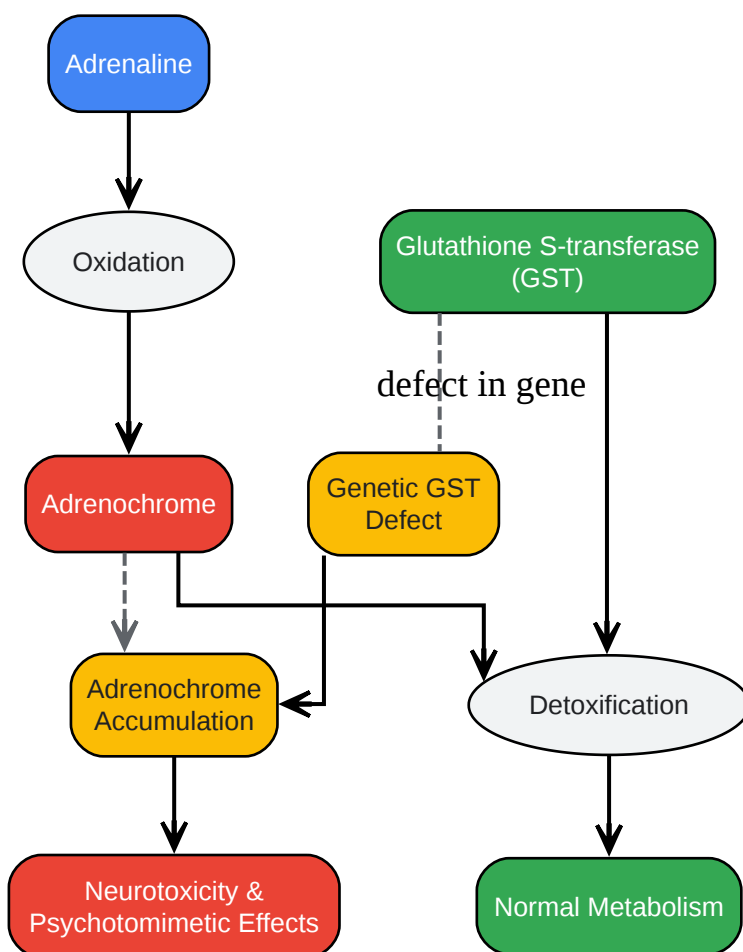 Adrenaline
Oxidation
Glutathione S-transferase
(GST)
defect in gene
Adrenochrome
Genetic GST
Defect
Adrenochrome
Accumulation
Detoxification
Neurotoxicity &
Psychotomimetic Effects
Normal Metabolism